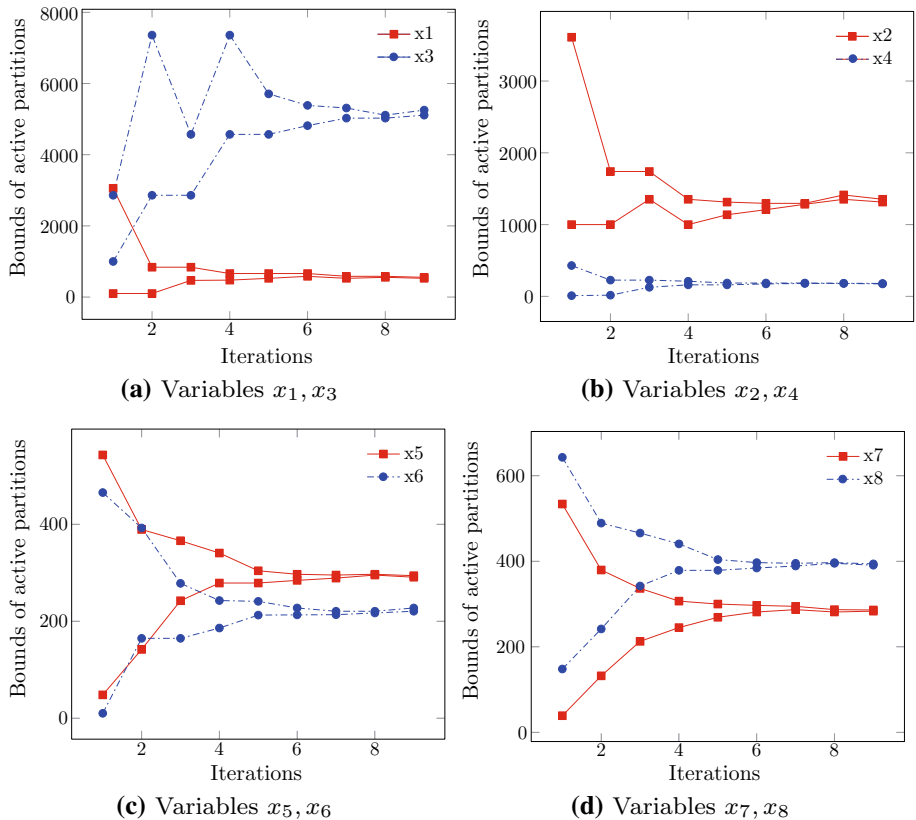 8000
6000
4000
2000
0
Bounds of active partitions
x1
x3
2 4 6 8
Iterations
(a) Variables x₁, x₃
3000
2000
1000
0
Bounds of active partitions
x2
x4
2 4 6 8
Iterations
(b) Variables x₂, x₄
400
200
0
Bounds of active partitions
x5
x6
2 4 6 8
Iterations
(c) Variables x₅, x₆
600
400
200
0
Bounds of active partitions
x7
x8
2 4 6 8
Iterations
(d) Variables x₇, x₈